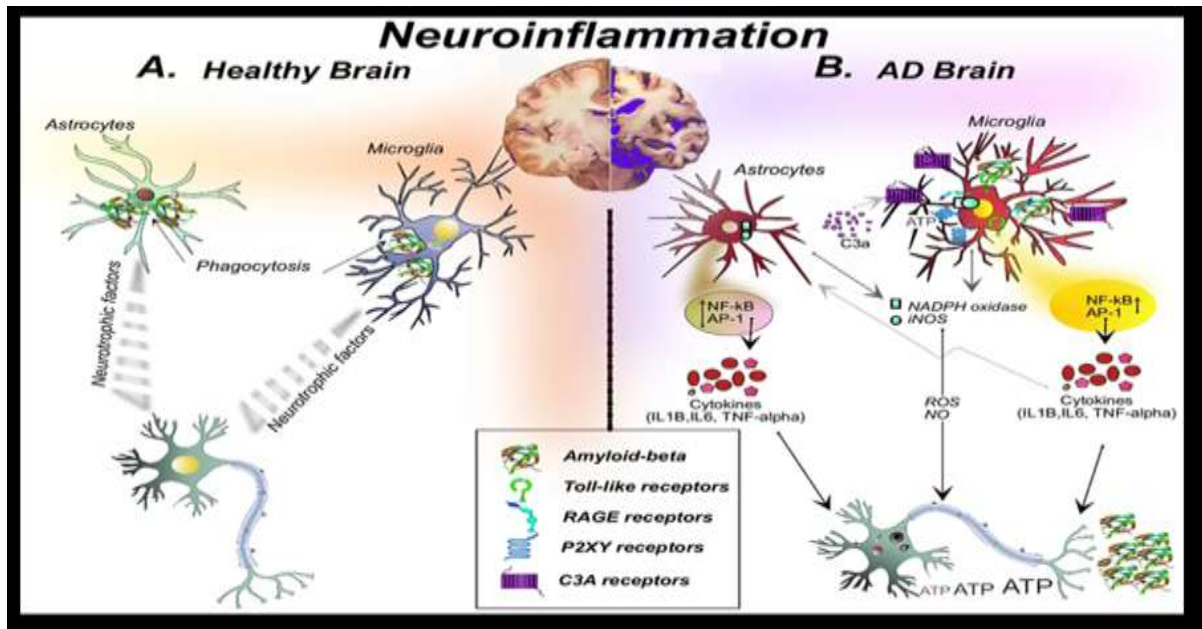 Neuroinflammation
A. Healthy Brain
Astrocytes
Microglia
Phagocytosis
Neurotrophic factors
Neurotrophic factors
B. AD Brain
Microglia
Astrocytes
C3a
ATP
NF-kB
AP-1
NADPH oxidase
iNOS
NF-kB
AP-1
Cytokines
(IL1B,IL6, TNF-alpha)
ROS
NO
Cytokines
(IL1B,IL6, TNF-alpha)
ATP ATP ATP
Amyloid-beta
Toll-like receptors
RAGE receptors
P2XY receptors
C3A receptors